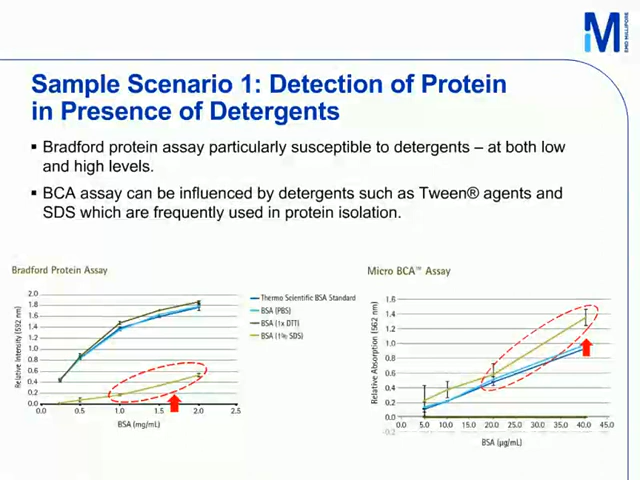 M
EMD MILLIPORE
Sample Scenario 1: Detection of Protein
in Presence of Detergents
▪ Bradford protein assay particularly susceptible to detergents – at both low
and high levels.
▪ BCA assay can be influenced by detergents such as Tween® agents and
SDS which are frequently used in protein isolation.
Bradford Protein Assay
Relative Intensity (592 nm)
2.0
1.8
1.6
1.4
1.2
1.0
0.8
0.6
0.4
0.2
0.0
0.0 0.5 1.0 1.5 2.0 2.5
BSA (mg/mL)
Thermo Scientific BSA Standard
BSA (PBS)
BSA (1x DTT)
BSA (1% SDS)
Micro BCA™ Assay
Relative Absorption (562 nm)
1.6
1.4
1.2
1.0
0.8
0.6
0.4
0.2
0.0
-0.2
0.0 5.0 10.0 15.0 20.0 25.0 30.0 35.0 40.0 45.0
BSA (µg/mL)